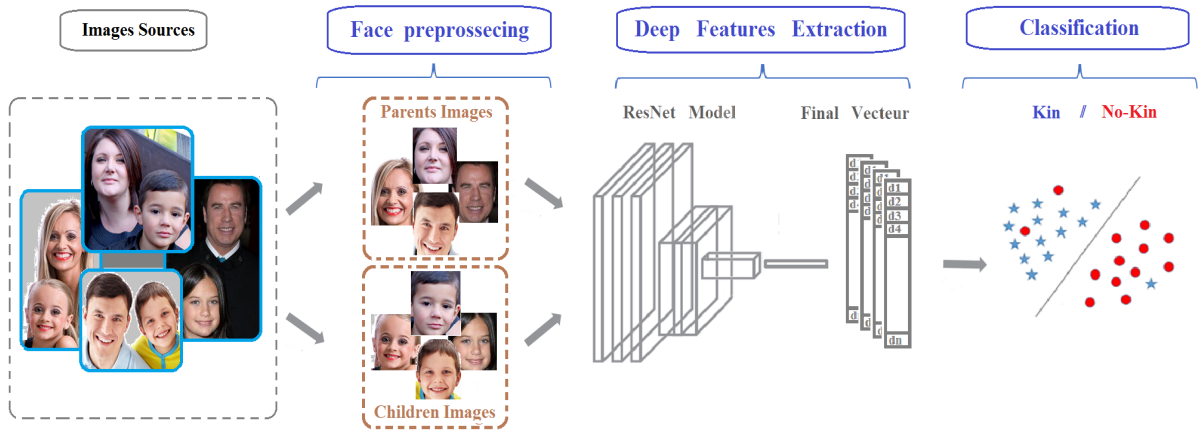 Images Sources
Face preprossecing
Deep Features Extraction
Classification
Parents Images
Children Images
ResNet Model
Final Vecteur
Kin // No-Kin
d d d d1
d d d d2
d d d d3
d d d d4
d d d dn